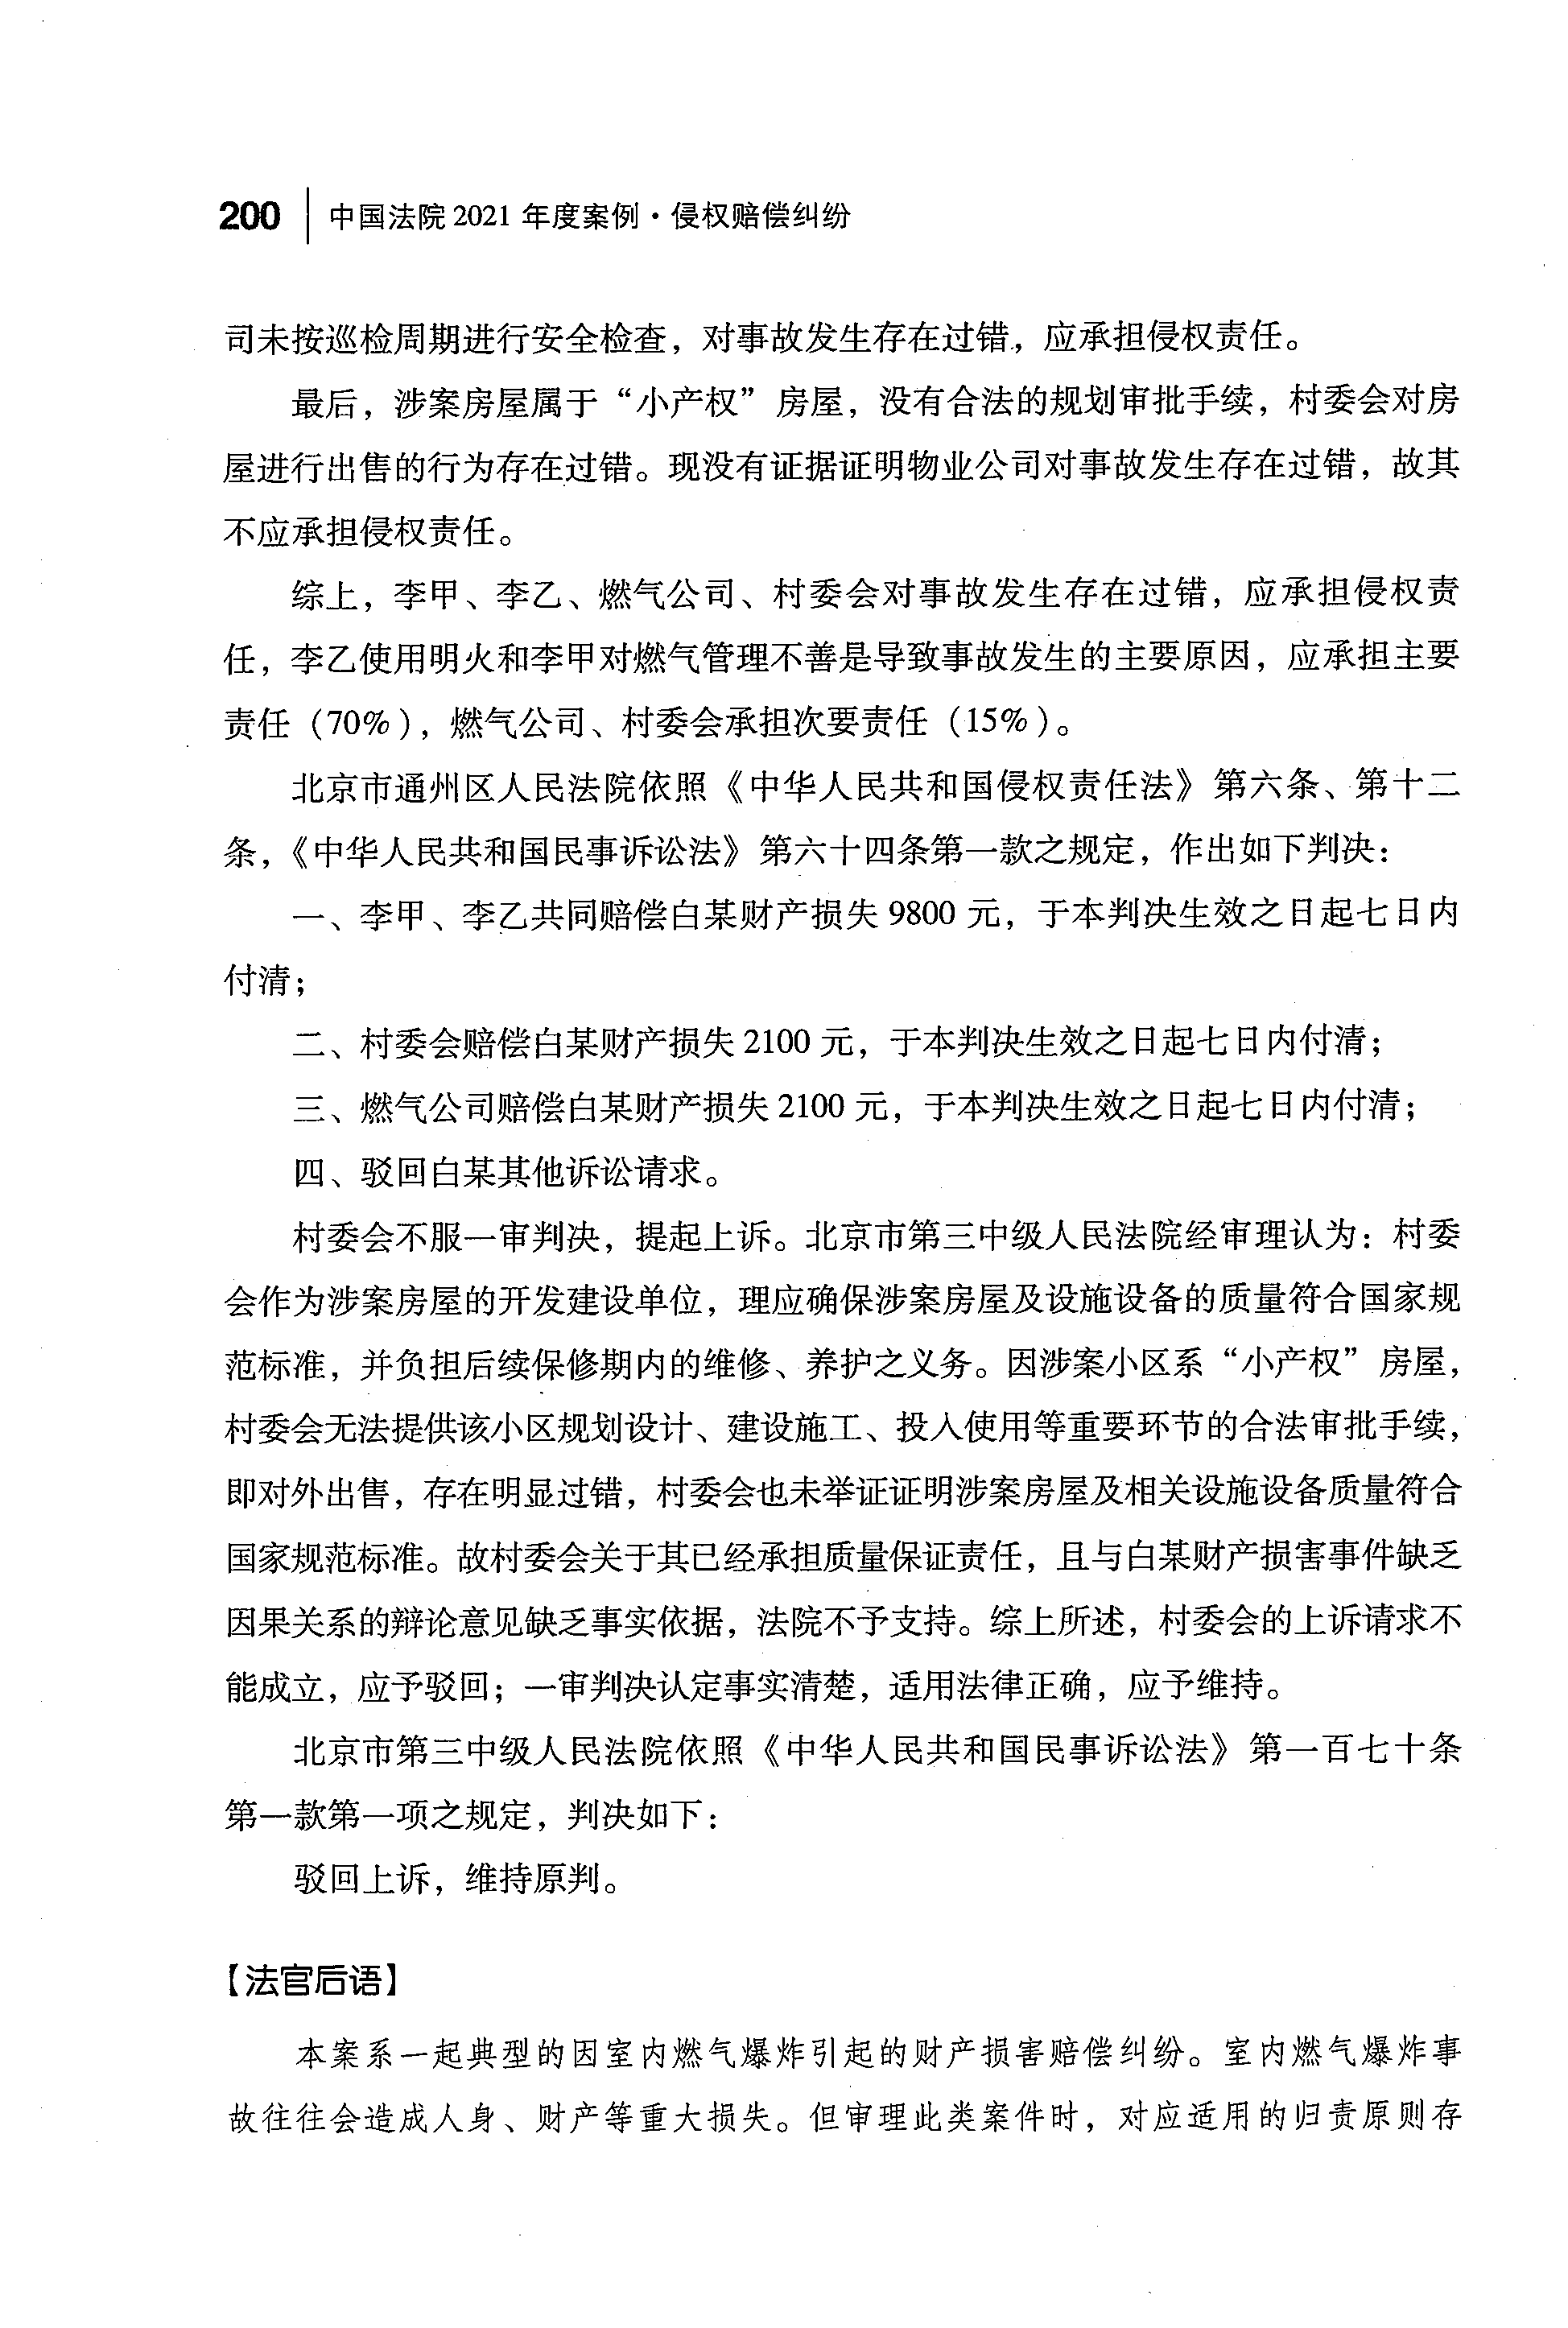 200 中国法院 2021 年度案例·侵权赔偿纠纷
司未按巡检周期进行安全检查，对事故发生存在过错，应承担侵权责任。
最后，涉案房屋属于“小产权”房屋，没有合法的规划审批手续，村委会对房
屋进行出售的行为存在过错。现没有证据证明物业公司对事故发生存在过错，故其
不应承担侵权责任。
综上，李甲、李乙、燃气公司、村委会对事故发生存在过错，应承担侵权责
任，李乙使用明火和李甲对燃气管理不善是导致事故发生的主要原因，应承担主要
责任（70%），燃气公司、村委会承担次要责任（15%）。
北京市通州区人民法院依照《中华人民共和国侵权责任法》第六条、第十二
条，《中华人民共和国民事诉讼法》第六十四条第一款之规定，作出如下判决：
一、李甲、李乙共同赔偿白某财产损失 9800 元，于本判决生效之日起七日内
付清；
二、村委会赔偿白某财产损失 2100 元，于本判决生效之日起七日内付清；
三、燃气公司赔偿白某财产损失 2100 元，于本判决生效之日起七日内付清；
四、驳回白某其他诉讼请求。
村委会不服一审判决，提起上诉。北京市第三中级人民法院经审理认为：村委
会作为涉案房屋的开发建设单位，理应确保涉案房屋及设施设备的质量符合国家规
范标准，并负担后续保修期内的维修、养护之义务。因涉案小区系“小产权”房屋，
村委会无法提供该小区规划设计、建设施工、投入使用等重要环节的合法审批手续，
即对外出售，存在明显过错，村委会也未举证证明涉案房屋及相关设施设备质量符合
国家规范标准。故村委会关于其已经承担质量保证责任，且与白某财产损害事件缺乏
因果关系的辩论意见缺乏事实依据，法院不予支持。综上所述，村委会的上诉请求不
能成立，应予驳回；一审判决认定事实清楚，适用法律正确，应予维持。
北京市第三中级人民法院依照《中华人民共和国民事诉讼法》第一百七十条
第一款第一项之规定，判决如下：
驳回上诉，维持原判。
【法官后语】
本案系一起典型的因室内燃气爆炸引起的财产损害赔偿纠纷。室内燃气爆炸事
故往往会造成人身、财产等重大损失。但审理此类案件时，对应适用的归责原则存